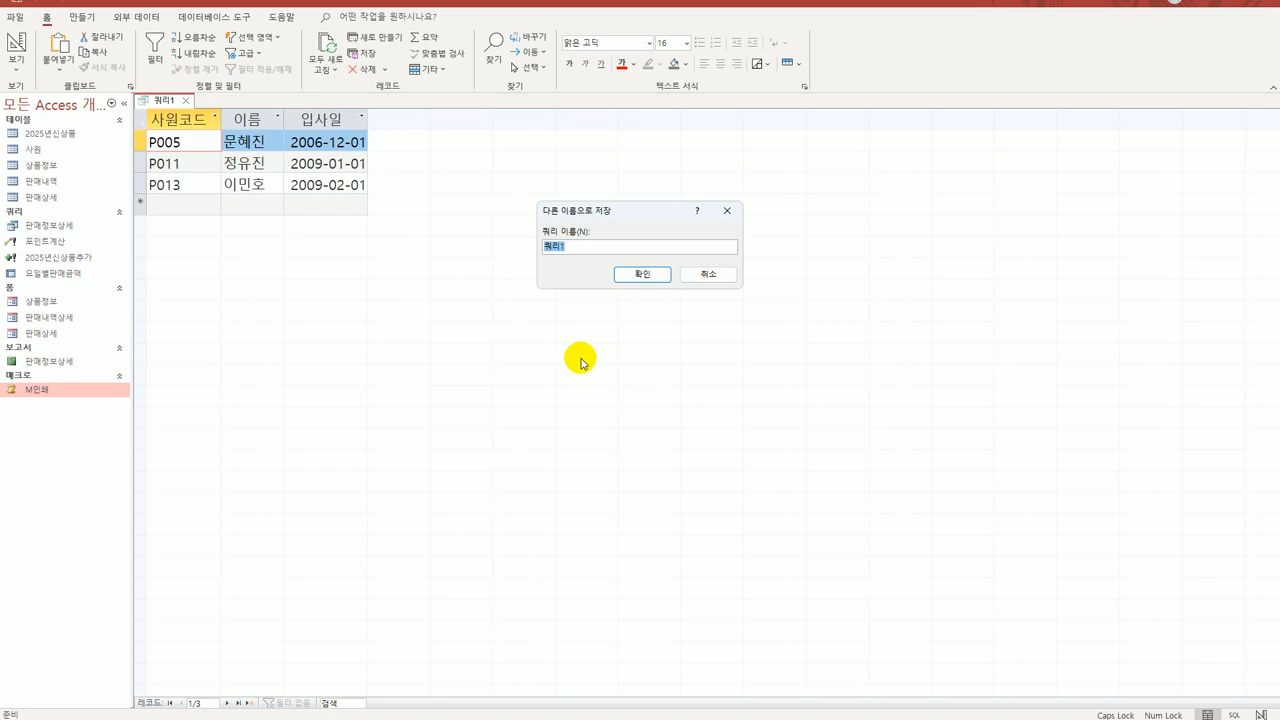 파일 홈 만들기 외부 데이터 데이터베이스 도구 도움말 어떤 작업을 원하시나요?
보기 붙여넣기 잘라내기 복사 서식 복사 클립보드
필터 오름차순 내림차순 정렬 제거 선택 영역 고급 필터 적용/해제 정렬 및 필터
모두 새로 고침 새로 만들기 저장 삭제 요약 맞춤법 검사 기타 레코드
찾기 바꾸기 이동 선택 찾기
맑은 고딕 16 가 가 가 가 텍스트 서식
모든 Access 개...
테이블
2025년신상품
사원
상품정보
판매내역
판매상세
쿼리
판매정보상세
포인트계산
2025년신상품추가
요일별판매금액
폼
상품정보
판매내역상세
판매상세
보고서
판매정보상세
매크로
M인쇄
쿼리1
사원코드 이름 입사일
P005 문혜진 2006-12-01
P011 정유진 2009-01-01
P013 이민호 2009-02-01
다른 이름으로 저장 ?
쿼리 이름(N):
쿼리1
확인 취소
레코드: 1/3 필터 없음 검색
준비 Caps Lock Num Lock SQL